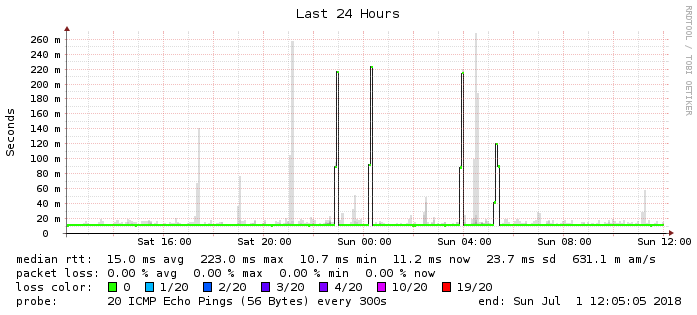 Last 24 Hours
RRDTOOL / TOBI OETIKER
Seconds
260 m
240 m
220 m
200 m
180 m
160 m
140 m
120 m
100 m
80 m
60 m
40 m
20 m
0
Sat 16:00 Sat 20:00 Sun 00:00 Sun 04:00 Sun 08:00 Sun 12:00
median rtt: 15.0 ms avg 223.0 ms max 10.7 ms min 11.2 ms now 23.7 ms sd 631.1 m am/s
packet loss: 0.00 % avg 0.00 % max 0.00 % min 0.00 % now
loss color: 0 1/20 2/20 3/20 4/20 10/20 19/20
probe: 20 ICMP Echo Pings (56 Bytes) every 300s end: Sun Jul 1 12:05:05 2018